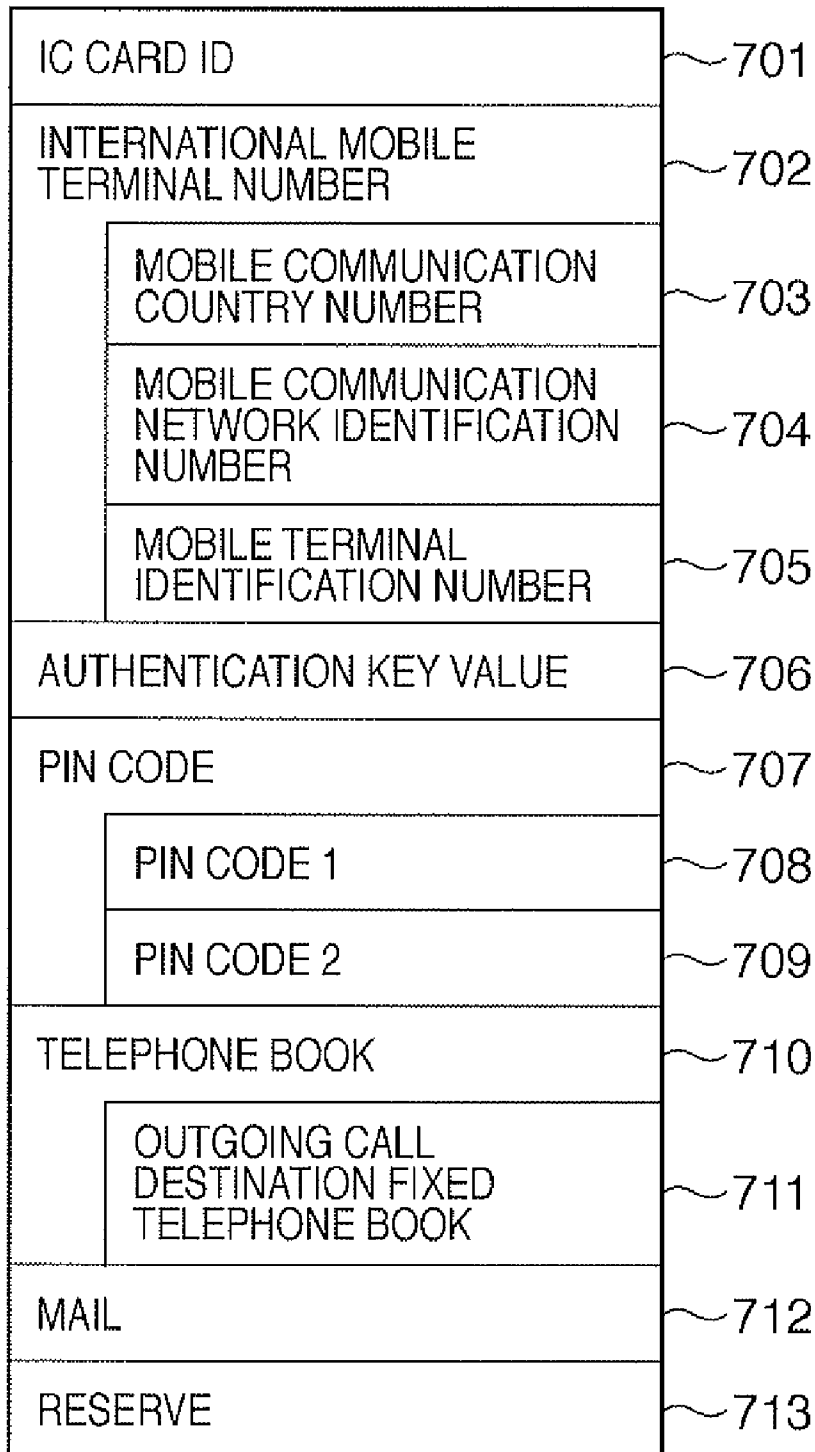 IC CARD ID 701
INTERNATIONAL MOBILE
TERMINAL NUMBER 702
MOBILE COMMUNICATION
COUNTRY NUMBER 703
MOBILE COMMUNICATION
NETWORK IDENTIFICATION
NUMBER 704
MOBILE TERMINAL
IDENTIFICATION NUMBER 705
AUTHENTICATION KEY VALUE 706
PIN CODE 707
PIN CODE 1 708
PIN CODE 2 709
TELEPHONE BOOK 710
OUTGOING CALL
DESTINATION FIXED
TELEPHONE BOOK 711
MAIL 712
RESERVE 713